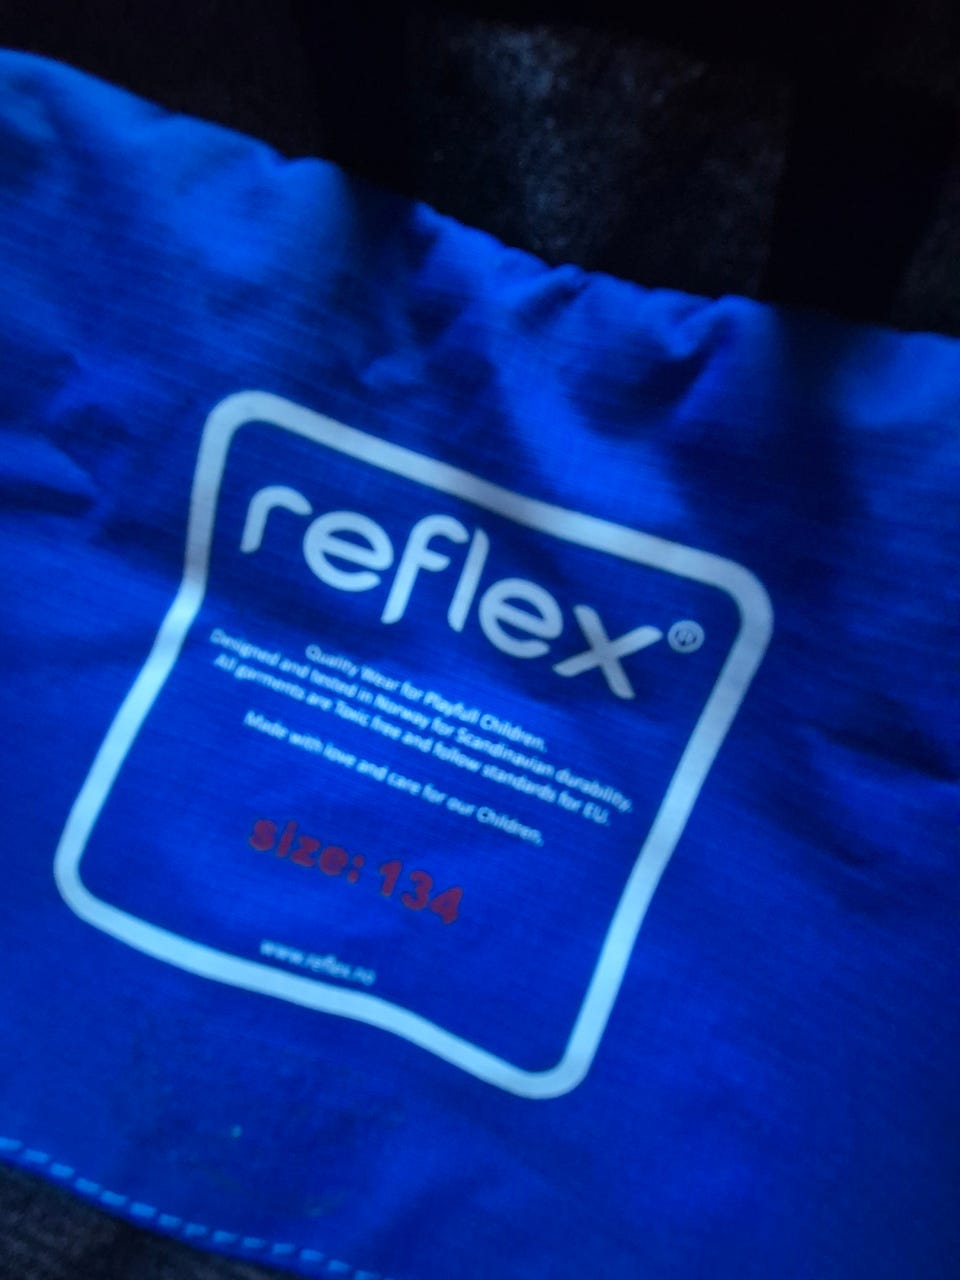 reflex®
Quality Wear for Playfull Children.
Designed and tested in Norway for Scandinavian durability.
All garments are Toxic free and follow standards for EU.
Made with love and care for our Children.
size: 134
www.reflex.no